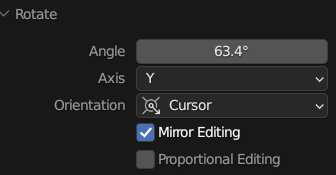 Rotate
Angle 63.4°
Axis Y
Orientation Cursor
Mirror Editing
Proportional Editing